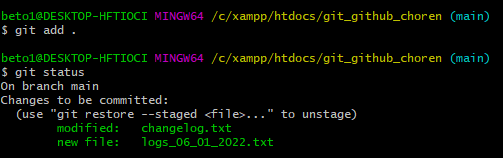 beto1@DESKTOP-HFTIOCI MINGW64 /c/xampp/htdocs/git_github_choren (main)
$ git add .
beto1@DESKTOP-HFTIOCI MINGW64 /c/xampp/htdocs/git_github_choren (main)
$ git status
On branch main
Changes to be committed:
  (use "git restore --staged <file>..." to unstage)
        modified:   changelog.txt
        new file:   logs_06_01_2022.txt